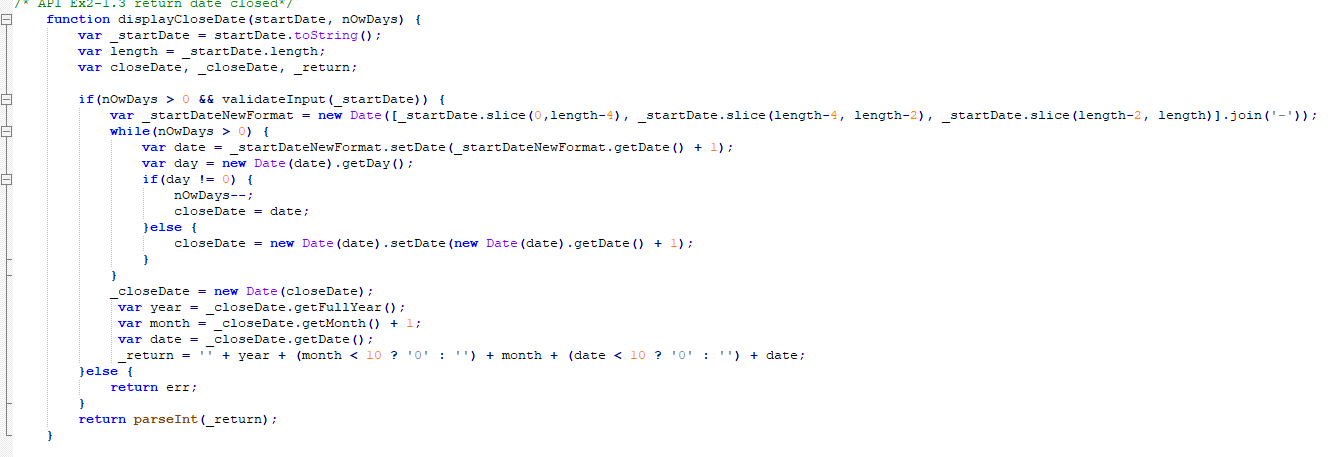 /* API Ex2-1.3 return date closed*/
function displayCloseDate(startDate, nOwDays) {
var _startDate = startDate.toString();
var length = _startDate.length;
var closeDate, _closeDate, _return;
if(nOwDays > 0 && validateInput(_startDate)) {
var _startDateNewFormat = new Date([_startDate.slice(0,length-4), _startDate.slice(length-4, length-2), _startDate.slice(length-2, length)].join('-'));
while(nOwDays > 0) {
var date = _startDateNewFormat.setDate(_startDateNewFormat.getDate() + 1);
var day = new Date(date).getDay();
if(day != 0) {
nOwDays--;
closeDate = date;
}else {
closeDate = new Date(date).setDate(new Date(date).getDate() + 1);
}
}
_closeDate = new Date(closeDate);
var year = _closeDate.getFullYear();
var month = _closeDate.getMonth() + 1;
var date = _closeDate.getDate();
_return = '' + year + (month < 10 ? '0' : '') + month + (date < 10 ? '0' : '') + date;
}else {
return err;
}
return parseInt(_return);
}